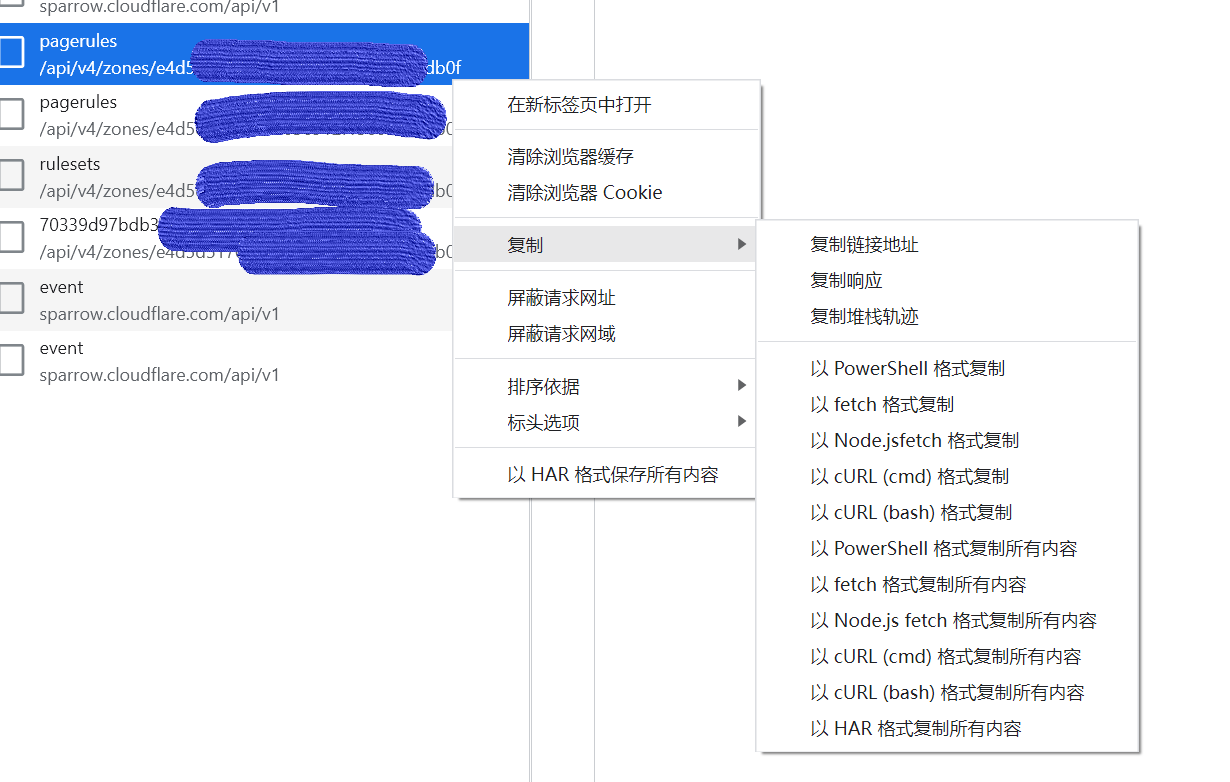 sparrow.cloudflare.com/api/v1
pagerules
/api/v4/zones/e4d5 db0f
pagerules
/api/v4/zones/e4d5
rulesets
/api/v4/zones/e4d5
70339d97bdb3
/api/v4/zones/e4d5d517
event
sparrow.cloudflare.com/api/v1
event
sparrow.cloudflare.com/api/v1
在新标签页中打开
清除浏览器缓存
清除浏览器 Cookie
复制
屏蔽请求网址
屏蔽请求网域
排序依据
标头选项
以 HAR 格式保存所有内容
复制链接地址
复制响应
复制堆栈轨迹
以 PowerShell 格式复制
以 fetch 格式复制
以 Node.jsfetch 格式复制
以 cURL (cmd) 格式复制
以 cURL (bash) 格式复制
以 PowerShell 格式复制所有内容
以 fetch 格式复制所有内容
以 Node.js fetch 格式复制所有内容
以 cURL (cmd) 格式复制所有内容
以 cURL (bash) 格式复制所有内容
以 HAR 格式复制所有内容